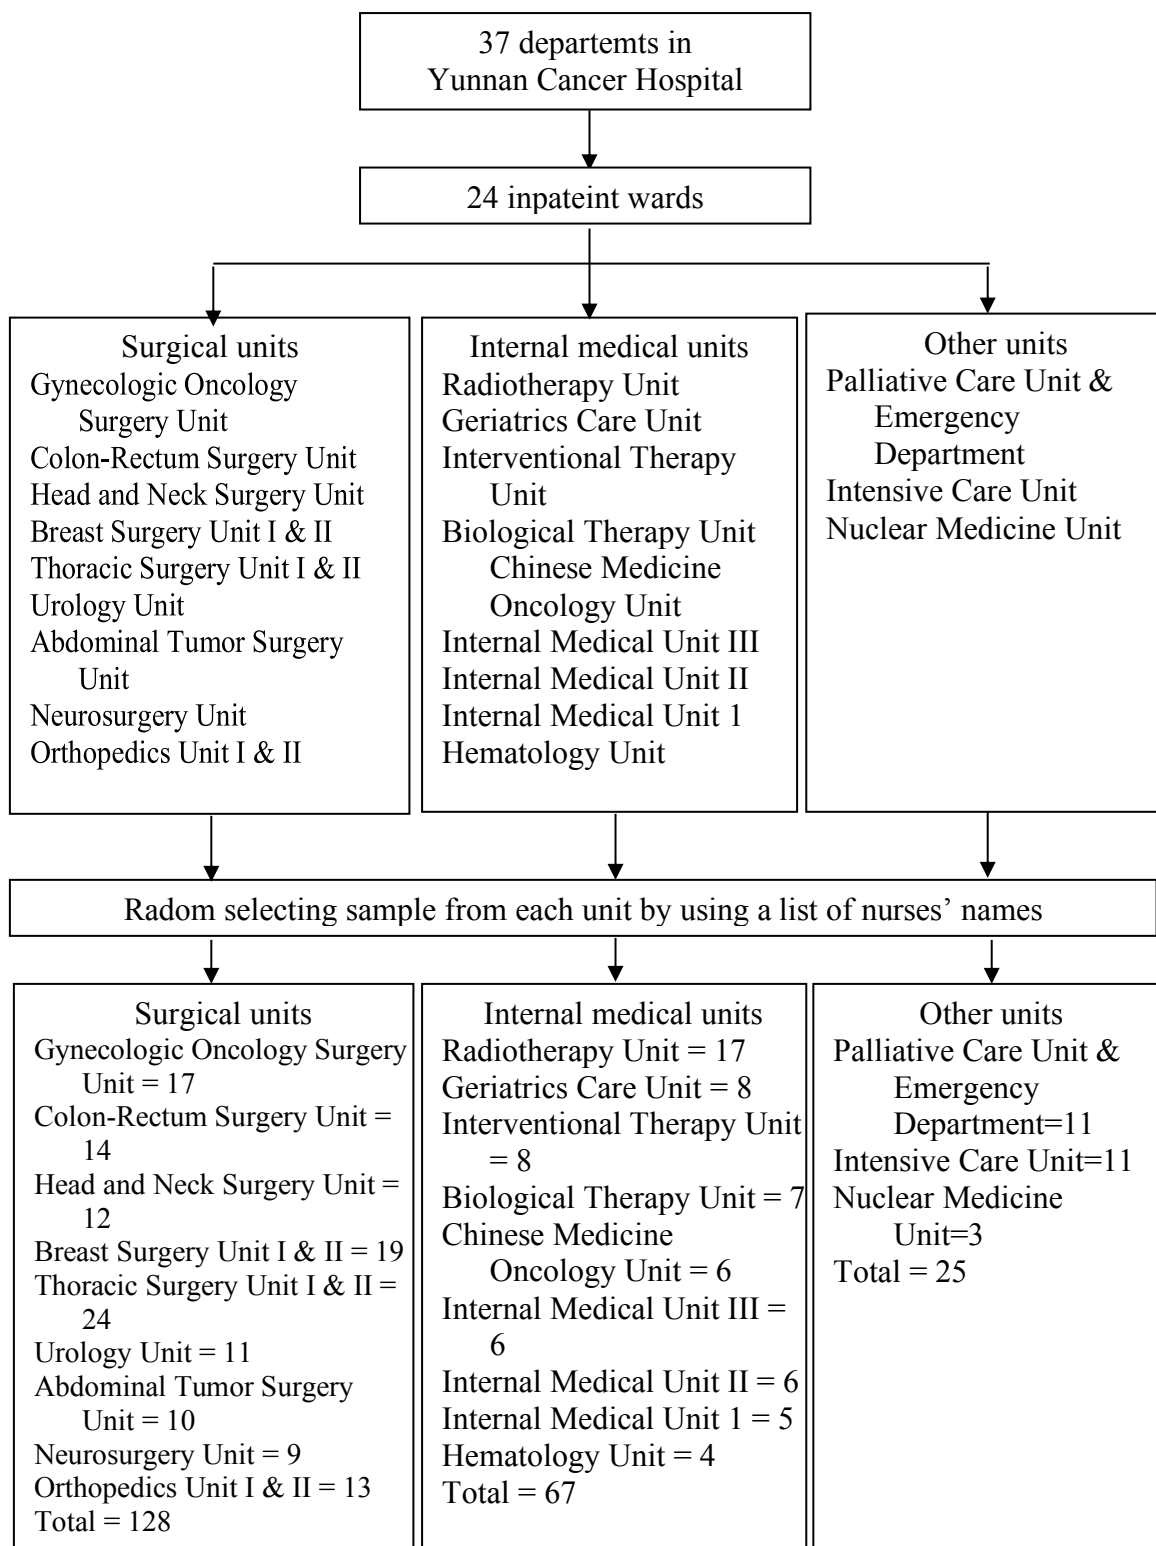 37 departemts in
Yunnan Cancer Hospital
24 inpateint wards
Surgical units
Gynecologic Oncology
Surgery Unit
Colon-Rectum Surgery Unit
Head and Neck Surgery Unit
Breast Surgery Unit I & II
Thoracic Surgery Unit I & II
Urology Unit
Abdominal Tumor Surgery
Unit
Neurosurgery Unit
Orthopedics Unit I & II
Internal medical units
Radiotherapy Unit
Geriatrics Care Unit
Interventional Therapy
Unit
Biological Therapy Unit
Chinese Medicine
Oncology Unit
Internal Medical Unit III
Internal Medical Unit II
Internal Medical Unit 1
Hematology Unit
Other units
Palliative Care Unit &
Emergency
Department
Intensive Care Unit
Nuclear Medicine Unit
Radom selecting sample from each unit by using a list of nurses’ names
Surgical units
Gynecologic Oncology Surgery
Unit = 17
Colon-Rectum Surgery Unit =
14
Head and Neck Surgery Unit =
12
Breast Surgery Unit I & II = 19
Thoracic Surgery Unit I & II =
24
Urology Unit = 11
Abdominal Tumor Surgery
Unit = 10
Neurosurgery Unit = 9
Orthopedics Unit I & II = 13
Total = 128
Internal medical units
Radiotherapy Unit = 17
Geriatrics Care Unit = 8
Interventional Therapy Unit
= 8
Biological Therapy Unit = 7
Chinese Medicine
Oncology Unit = 6
Internal Medical Unit III =
6
Internal Medical Unit II = 6
Internal Medical Unit 1 = 5
Hematology Unit = 4
Total = 67
Other units
Palliative Care Unit &
Emergency
Department=11
Intensive Care Unit=11
Nuclear Medicine
Unit=3
Total = 25